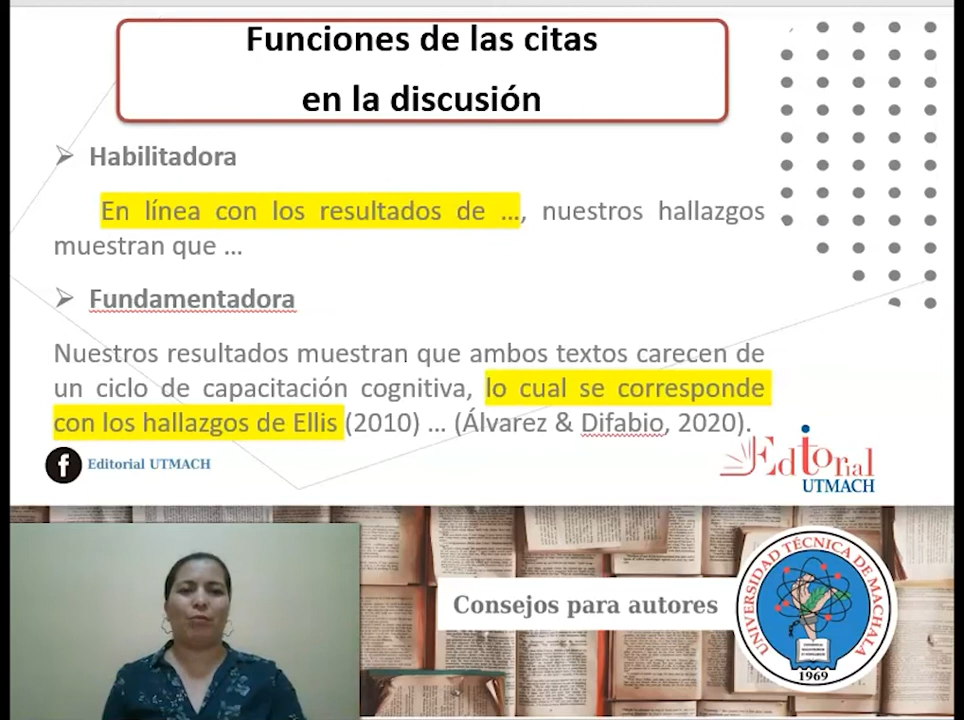 Funciones de las citas
en la discusión
➢ Habilitadora
En línea con los resultados de …, nuestros hallazgos
muestran que …
➢ Fundamentadora
Nuestros resultados muestran que ambos textos carecen de
un ciclo de capacitación cognitiva, lo cual se corresponde
con los hallazgos de Ellis (2010) … (Álvarez & Difabio, 2020).
f Editorial UTMACH
Editorial
UTMACH
Consejos para autores
UNIVERSIDAD TÉCNICA DE MACHALA
1969